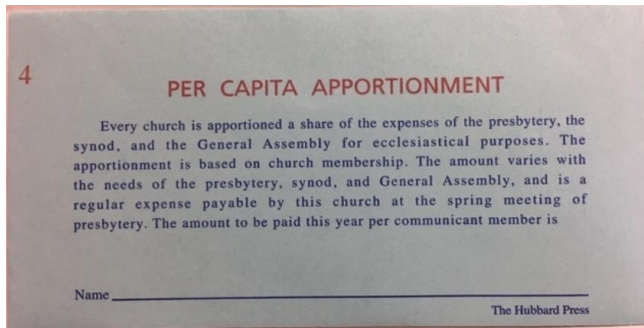 4
PER CAPITA APPORTIONMENT
Every church is apportioned a share of the expenses of the presbytery, the
synod, and the General Assembly for ecclesiastical purposes. The
apportionment is based on church membership. The amount varies with
the needs of the presbytery, synod, and General Assembly, and is a
regular expense payable by this church at the spring meeting of
presbytery. The amount to be paid this year per communicant member is
Name
The Hubbard Press